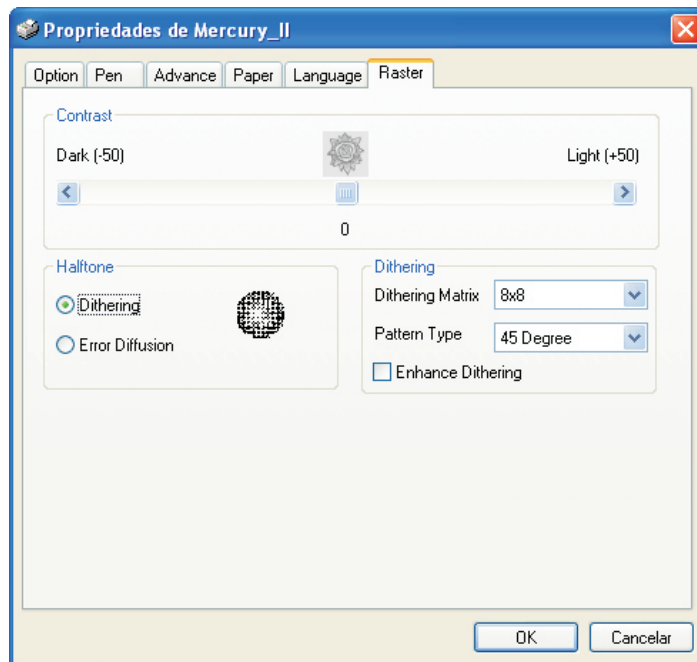 Propriedades de Mercury_II
Option Pen Advance Paper Language Raster
Contrast
Dark (-50) Light (+50)
0
Halftone
Dithering
Error Diffusion
Dithering
Dithering Matrix 8x8
Pattern Type 45 Degree
Enhance Dithering
OK Cancelar